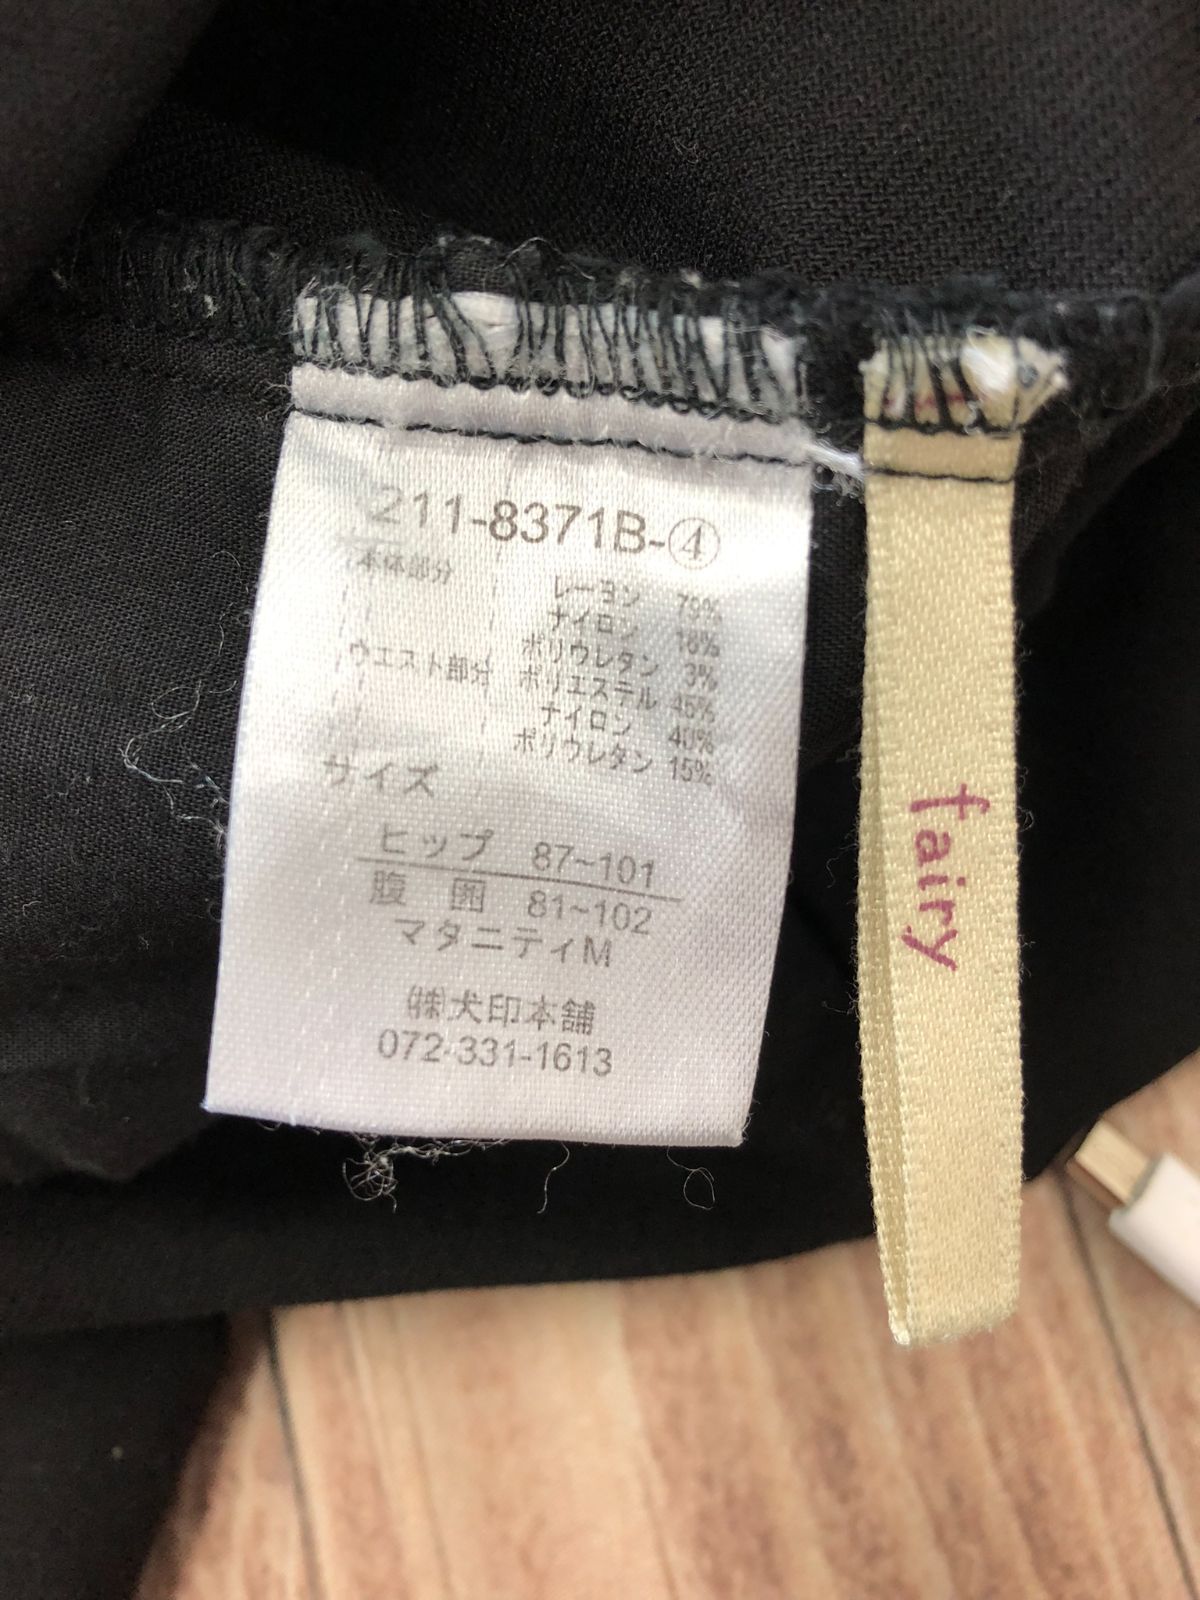 211-8371B-④
本体部分 レーヨン 79%
ナイロン 18%
ポリウレタン 3%
ウエスト部分 ポリエステル 45%
ナイロン 40%
ポリウレタン 15%
サイズ
ヒップ 87~101
腹 囲 81~102
マタニティM
㈱犬印本舗
072-331-1613
fairy